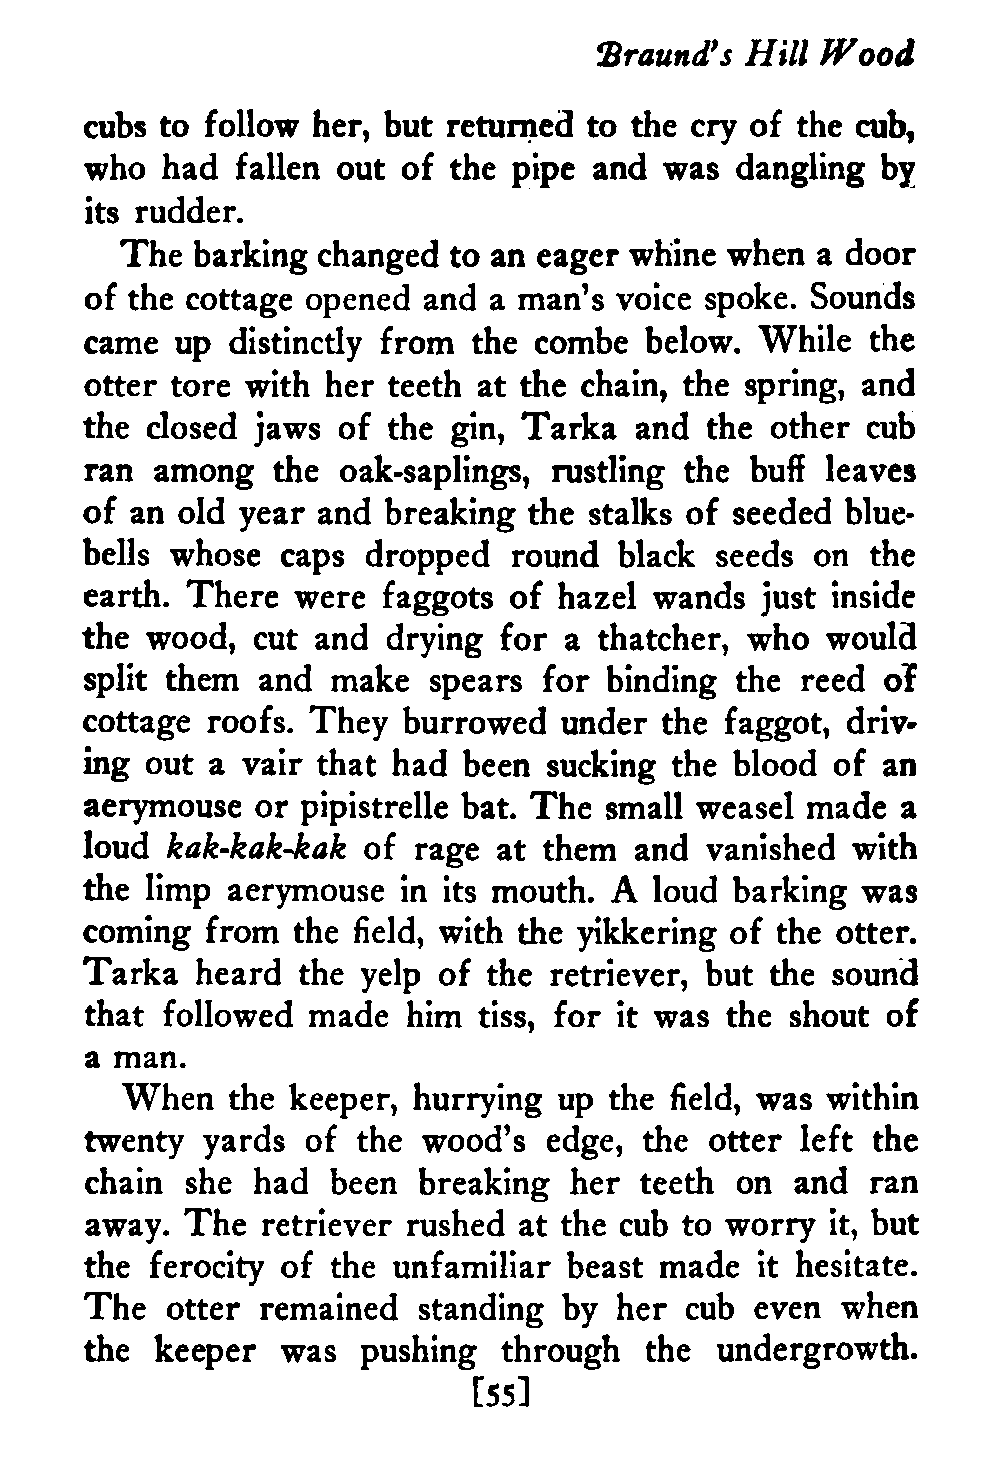 Braund's Hill Wood
cubs to follow her, but returned to the cry of the cub,
who had fallen out of the pipe and was dangling by
its rudder.
The barking changed to an eager whine when a door
of the cottage opened and a man's voice spoke. Sounds
came up distinctly from the combe below. While the
otter tore with her teeth at the chain, the spring, and
the closed jaws of the gin, Tarka and the other cub
ran among the oak-saplings, rustling the buff leaves
of an old year and breaking the stalks of seeded blue-
bells whose caps dropped round black seeds on the
earth. There were faggots of hazel wands just inside
the wood, cut and drying for a thatcher, who would
split them and make spears for binding the reed of
cottage roofs. They burrowed under the faggot, driv-
ing out a vair that had been sucking the blood of an
aerymouse or pipistrelle bat. The small weasel made a
loud kak-kak-kak of rage at them and vanished with
the limp aerymouse in its mouth. A loud barking was
coming from the field, with the yikkering of the otter.
Tarka heard the yelp of the retriever, but the sound
that followed made him tiss, for it was the shout of
a man.
When the keeper, hurrying up the field, was within
twenty yards of the wood's edge, the otter left the
chain she had been breaking her teeth on and ran
away. The retriever rushed at the cub to worry it, but
the ferocity of the unfamiliar beast made it hesitate.
The otter remained standing by her cub even when
the keeper was pushing through the undergrowth.
[55]